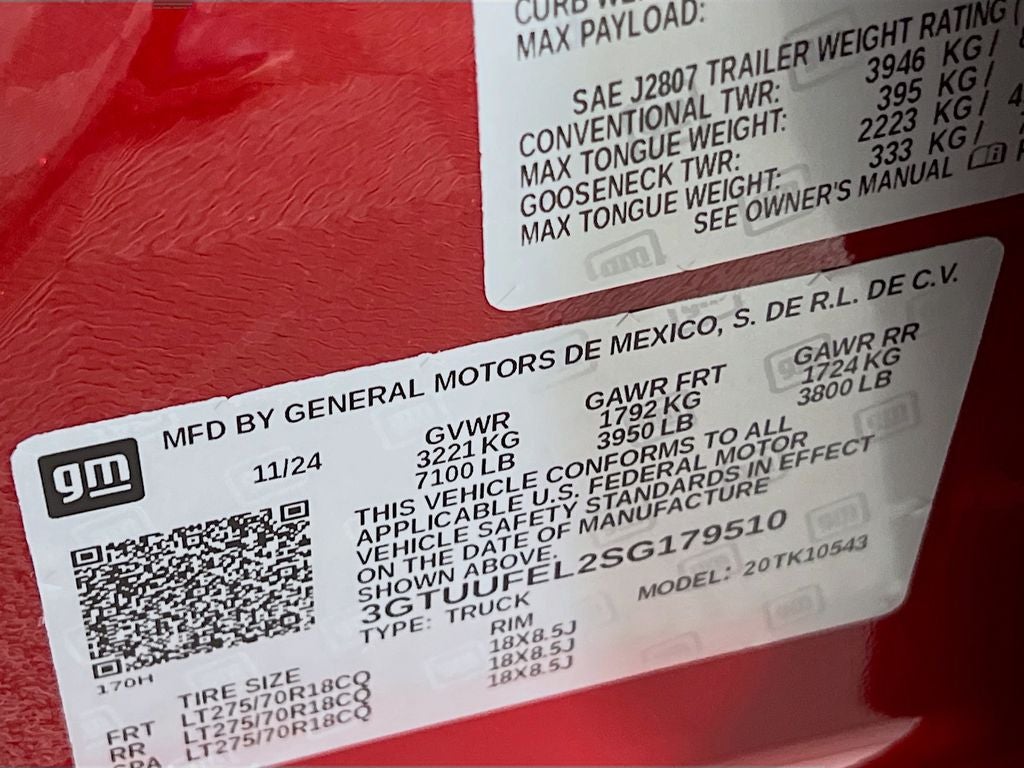 MAX PAYLOAD:
SAE J2807 TRAILER WEIGHT RATING (
CONVENTIONAL TWR: 3946 KG /
MAX TONGUE WEIGHT: 395 KG /
GOOSENECK TWR: 2223 KG / 4
MAX TONGUE WEIGHT: 333 KG /
SEE OWNER'S MANUAL
MFD BY GENERAL MOTORS DE MEXICO, S. DE R.L. DE C.V.
gm
11/24
GVWR GAWR FRT GAWR RR
3221 KG 1792 KG 1724 KG
7100 LB 3950 LB 3800 LB
THIS VEHICLE CONFORMS TO ALL
APPLICABLE U.S. FEDERAL MOTOR
VEHICLE SAFETY STANDARDS IN EFFECT
ON THE DATE OF MANUFACTURE
SHOWN ABOVE.
3GTUUFEL2SG179510
TYPE: TRUCK MODEL: 20TK10543
170H
TIRE SIZE RIM
FRT LT275/70R18CQ 18X8.5J
RR LT275/70R18CQ 18X8.5J
SPA LT275/70R18CQ 18X8.5J